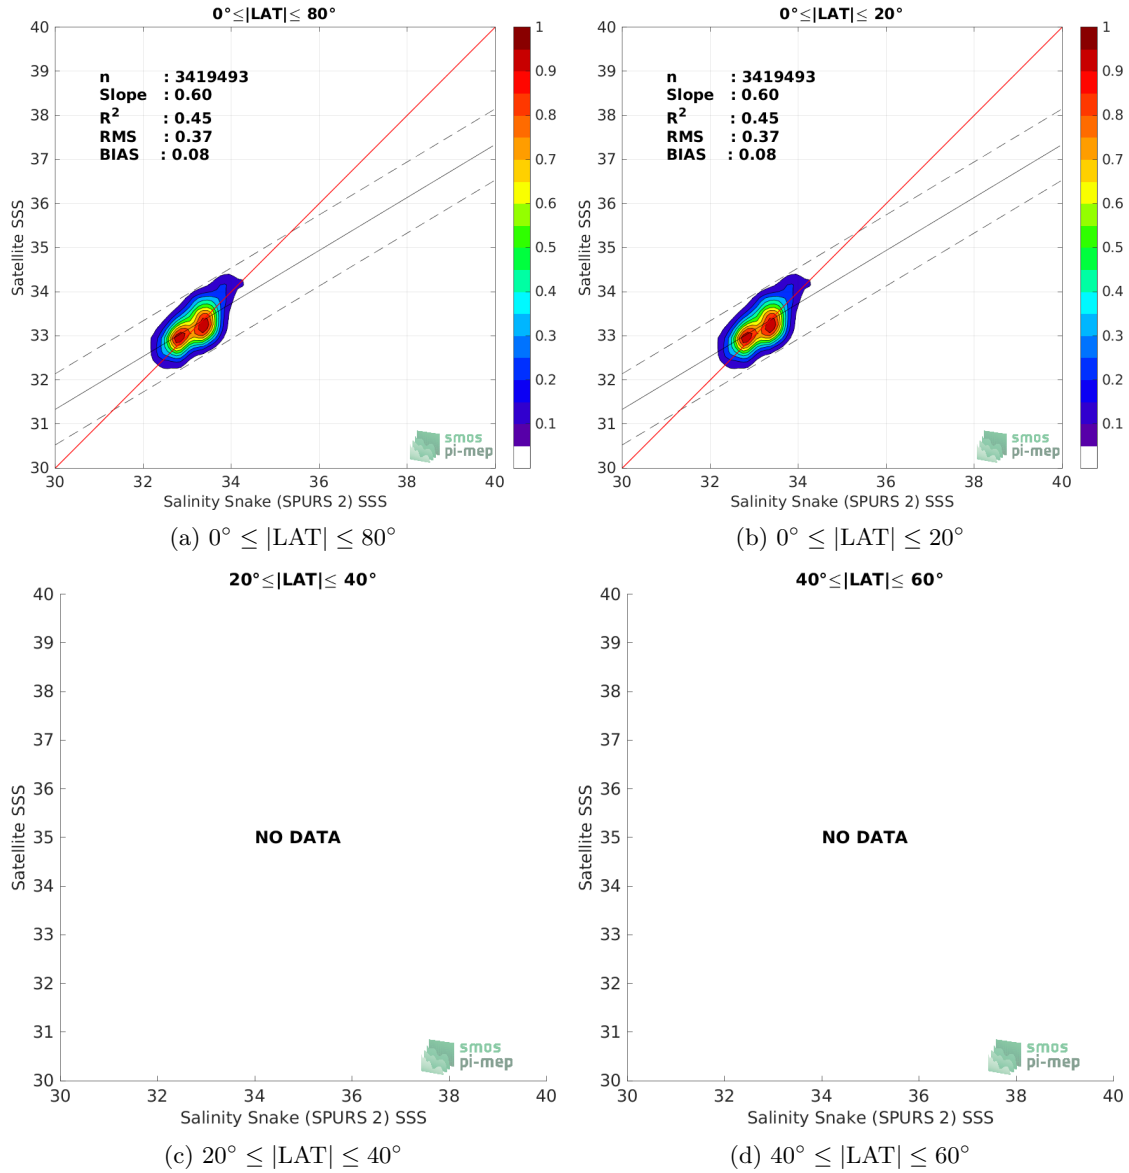 0°≤|LAT|≤ 80°
40
39
38
37
36
35
34
33
32
31
30
Satellite SSS
n : 3419493
Slope : 0.60
R² : 0.45
RMS : 0.37
BIAS : 0.08
smos
pi-mep
30 32 34 36 38 40
Salinity Snake (SPURS 2) SSS
1
0.9
0.8
0.7
0.6
0.5
0.4
0.3
0.2
0.1
(a) 0° ≤ |LAT| ≤ 80°
0°≤|LAT|≤ 20°
40
39
38
37
36
35
34
33
32
31
30
Satellite SSS
n : 3419493
Slope : 0.60
R² : 0.45
RMS : 0.37
BIAS : 0.08
smos
pi-mep
30 32 34 36 38 40
Salinity Snake (SPURS 2) SSS
1
0.9
0.8
0.7
0.6
0.5
0.4
0.3
0.2
0.1
(b) 0° ≤ |LAT| ≤ 20°
20°≤|LAT|≤ 40°
40
39
38
37
36
35
34
33
32
31
30
Satellite SSS
NO DATA
smos
pi-mep
30 32 34 36 38 40
Salinity Snake (SPURS 2) SSS
(c) 20° ≤ |LAT| ≤ 40°
40°≤|LAT|≤ 60°
40
39
38
37
36
35
34
33
32
31
30
Satellite SSS
NO DATA
smos
pi-mep
30 32 34 36 38 40
Salinity Snake (SPURS 2) SSS
(d) 40° ≤ |LAT| ≤ 60°